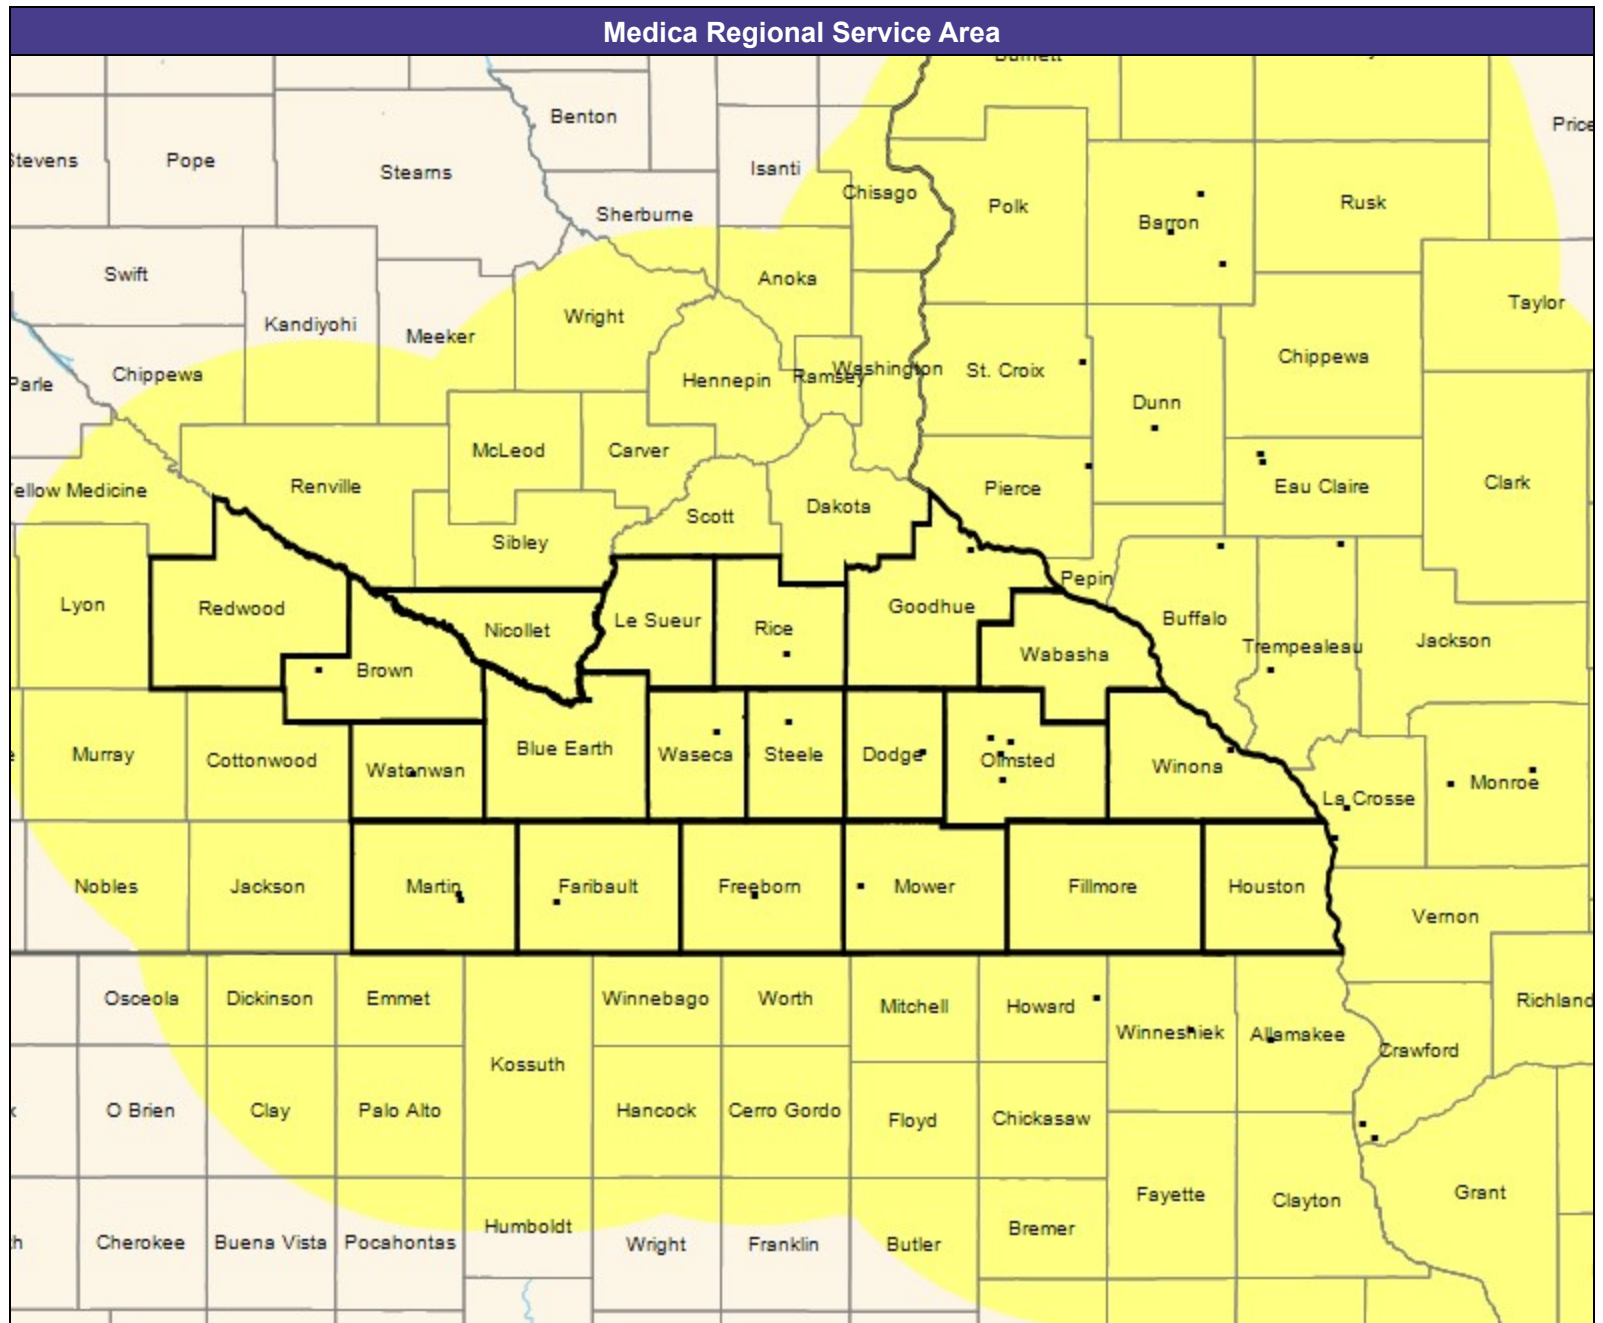 Medica Regional Service Area
Burnett
Benton
Price
Stevens
Pope
Stearns
Isanti
Chisago
Polk
Barron
Rusk
Sherburne
Swift
Anoka
Taylor
Kandiyohi
Meeker
Wright
Chippewa
Parle
Chippewa
Hennepin
Ramsey
Washington
St. Croix
Dunn
McLeod
Carver
Yellow Medicine
Renville
Pierce
Eau Claire
Clark
Scott
Dakota
Sibley
Pepin
Lyon
Redwood
Nicollet
Le Sueur
Rice
Goodhue
Buffalo
Trempealeau
Jackson
Brown
Wabasha
Murray
Cottonwood
Watonwan
Blue Earth
Waseca
Steele
Dodge
Olmsted
Winona
La Crosse
Monroe
Nobles
Jackson
Martin
Faribault
Freeborn
Mower
Fillmore
Houston
Vernon
Osceola
Dickinson
Emmet
Winnebago
Worth
Mitchell
Howard
Richland
Winneshiek
Allamakee
Crawford
Kossuth
O Brien
Clay
Palo Alto
Hancock
Cerro Gordo
Floyd
Chickasaw
Fayette
Clayton
Grant
Humboldt
Bremer
Cherokee
Buena Vista
Pocahontas
Wright
Franklin
Butler